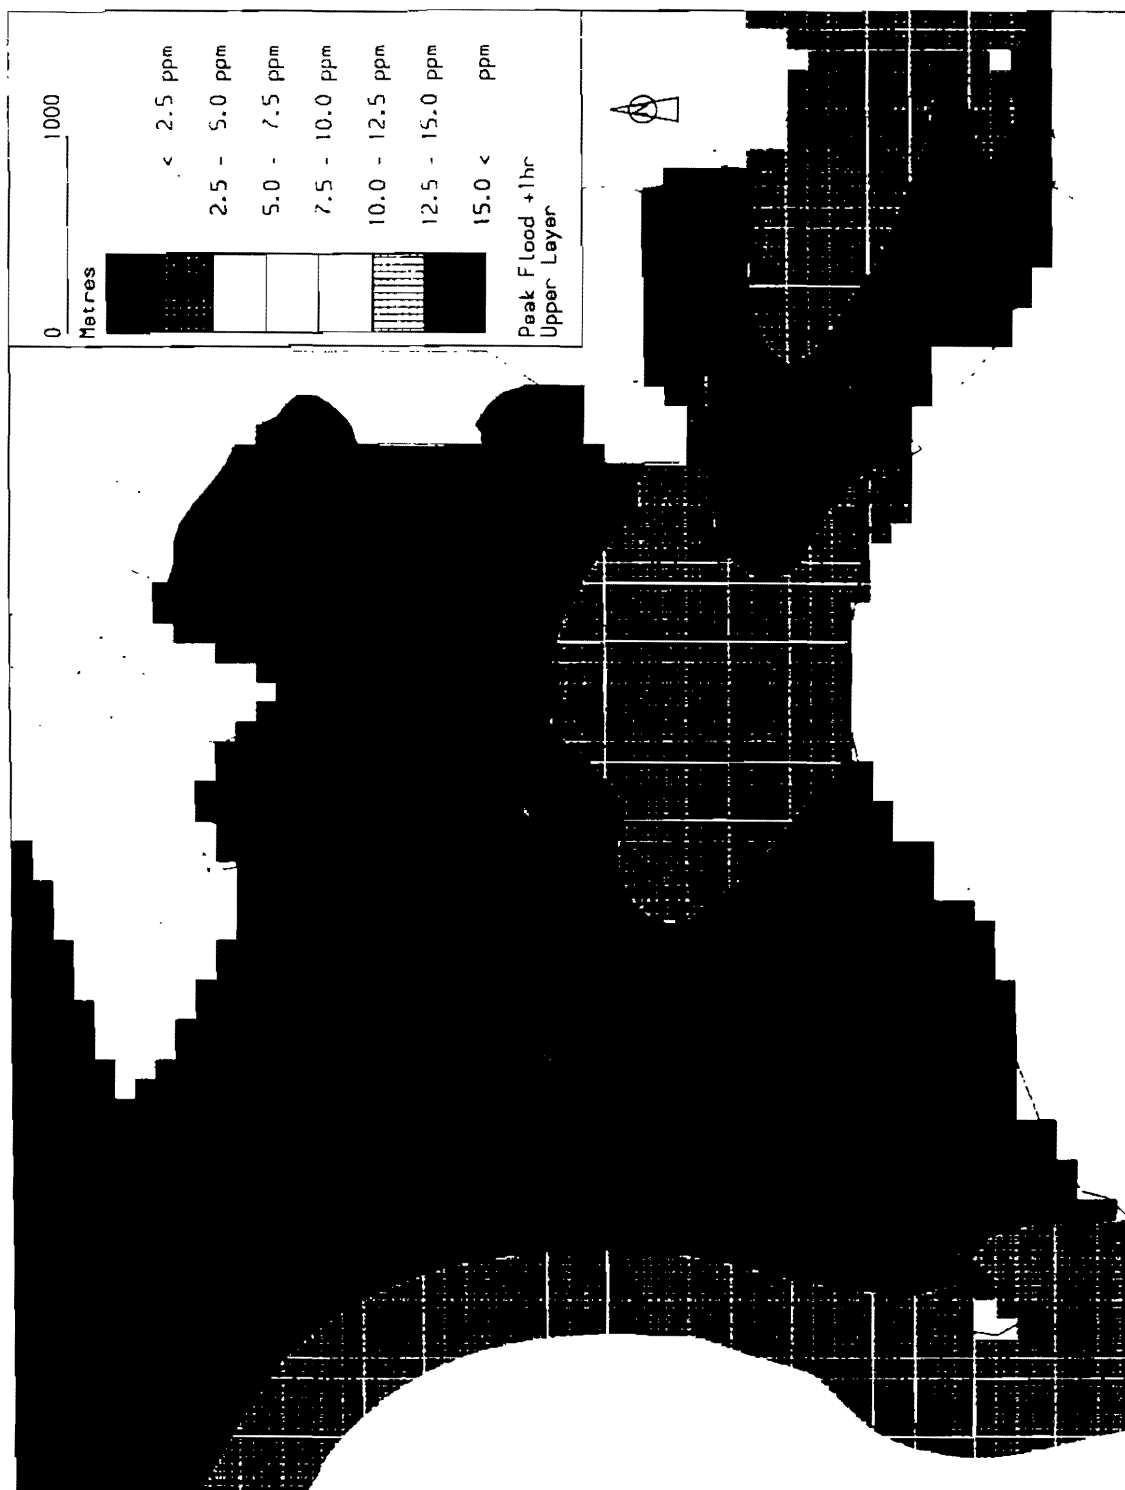 0 1000
Metres
< 2.5 ppm
2.5 - 5.0 ppm
5.0 - 7.5 ppm
7.5 - 10.0 ppm
10.0 - 12.5 ppm
12.5 - 15.0 ppm
15.0 < ppm
Peak Flood +1hr
Upper Layer
N